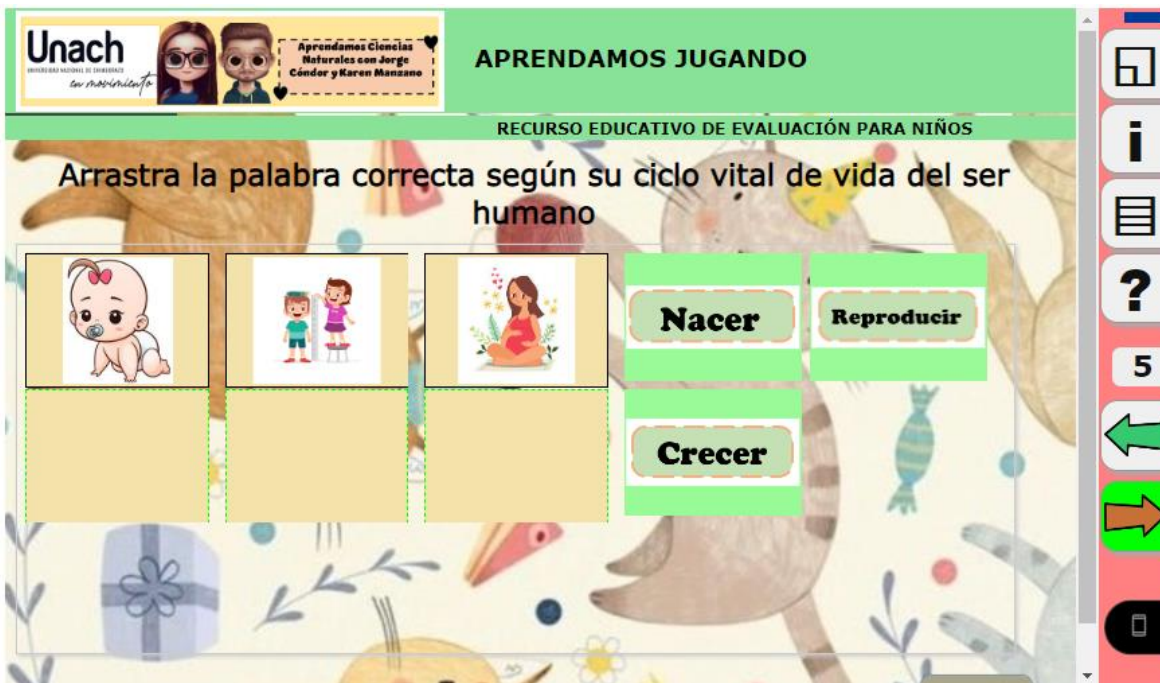 Unach
UNIVERSIDAD NACIONAL DE CHIMBORAZO
en movimiento
Aprendamos Ciencias
Naturales con Jorge
Cóndor y Karen Manzano
APRENDAMOS JUGANDO
RECURSO EDUCATIVO DE EVALUACIÓN PARA NIÑOS
Arrastra la palabra correcta según su ciclo vital de vida del ser
humano
Nacer
Reproducir
Crecer
i
?
5